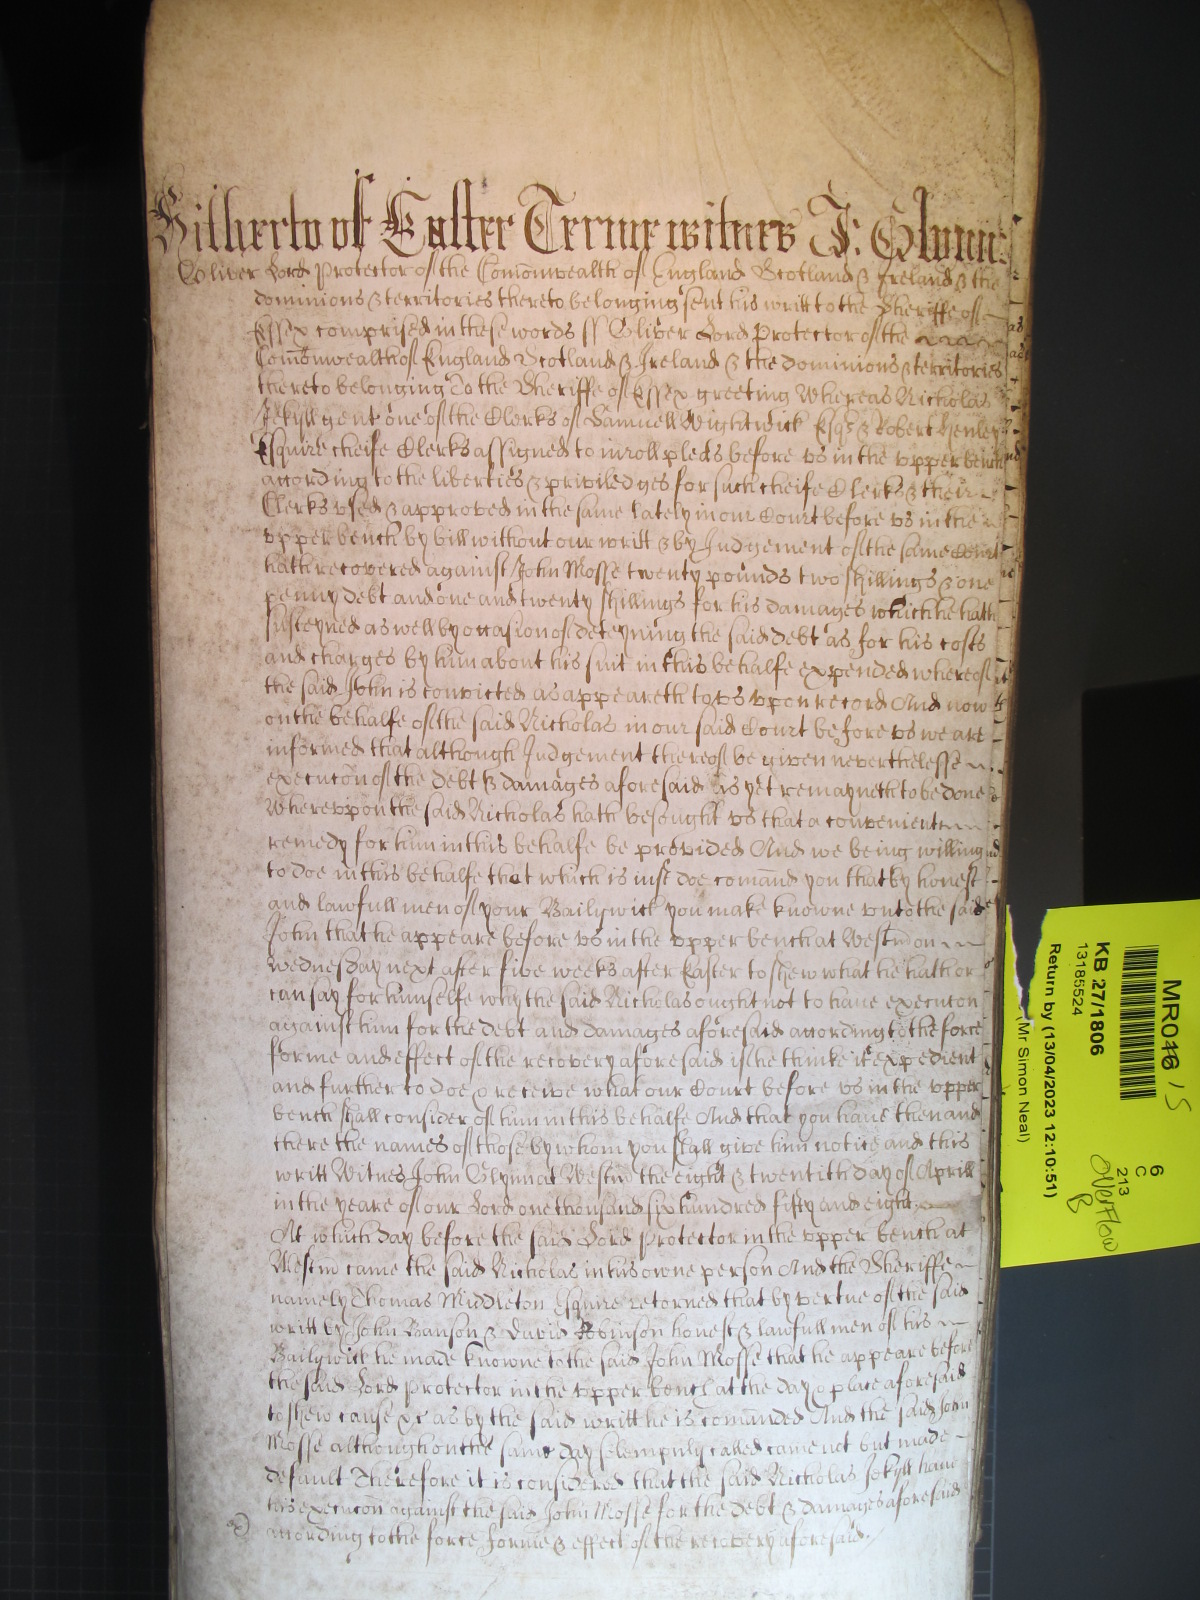 Hitherto of Easter Terme witnes J: Glynne
Oliver Lord Protector of the Comonwealth of England Scotland & Ireland & the
dominions & territories thereto belonging sent his writt to the Sheriffe of
Essex comprised in these words ss Oliver Lord Protector of the
Comonwealth of England Scotland & Ireland & the dominions & territories
thereto belonging To the Sheriffe of Essex greeting Whereas Nicholas
Jekyll gent one of the Clerks of Samuell Wightwick Esqr & Robert Henley
Esquire cheife Clerks assigned to inroll pleas before us in the upper bench
according to the liberties & priviledges for such cheife Clerks & their
Clerks used & approved in the same lately in our Court before us in the
upper bench by bill without our writt & by Judgement of the same Court
hath recovered against John Mosse twenty pounds two shillings & one
penny debt and one and twenty shillings for his damages which he hath
susteyned as well by occasion of deteyning the said debt as for his costs
and charges by him about his suit in this behalfe expended whereof
the said John is convicted as appeareth to us upon record And now
on the behalfe of the said Nicholas in our said Court before us we are
informed that although Judgement thereof be given neverthelesse
execucon of the debt & damages aforesaid as yet remayneth to be done
Whereupon the said Nicholas hath besought us that a convenient
remedy for him in this behalfe be provided And we being willing
to doe in this behalfe that which is just doe comand you that by honest
and lawfull men of your Bailywick you make knowne unto the said
John that he appeare before us in the upper bench at Westm on
wednesday next after five weeks after Easter to shew what he hath or
can say for himselfe why the said Nicholas ought not to have execucon
against him for the debt and damages aforesaid according to the force
forme and effect of the recovery aforesaid if he thinke it expedient
and further to doe & receive what our Court before us in the upper
bench shall consider of him in this behalfe And that you have then and
there the names of those by whom you shall give him notice and this
writt Witnes John Glynn at Westm the eight & twentith day of Aprill
in the yeare of our Lord one thousand six hundred fifty and eight
At which day before the said Lord Protector in the upper bench at
Westm came the said Nicholas in his owne person And the Sheriffe
namely Thomas Middleton Esquire retorned that by vertue of the said
writt by John Banson & David Robinson honest & lawfull men of his
Bailywick he made knowne to the said John Mosse that he appeare before
the said Lord Protector in the upper bench at the day & place aforesaid
to shew cause &c as by the said writt he is comanded And the said John
Mosse although on the same day solempnly called came not but made
default Therefore it is considered that the said Nicholas Jekyll have
his execucon against the said John Mosse for the debt & damages aforesaid
according to the force forme & effect of the recovery aforesaid.
MR046 / 15
KB 27/1806
13185524
Return by (13/04/2023 12:10:51)
(Mr Simon Neal)
6
C
213
overflow
B